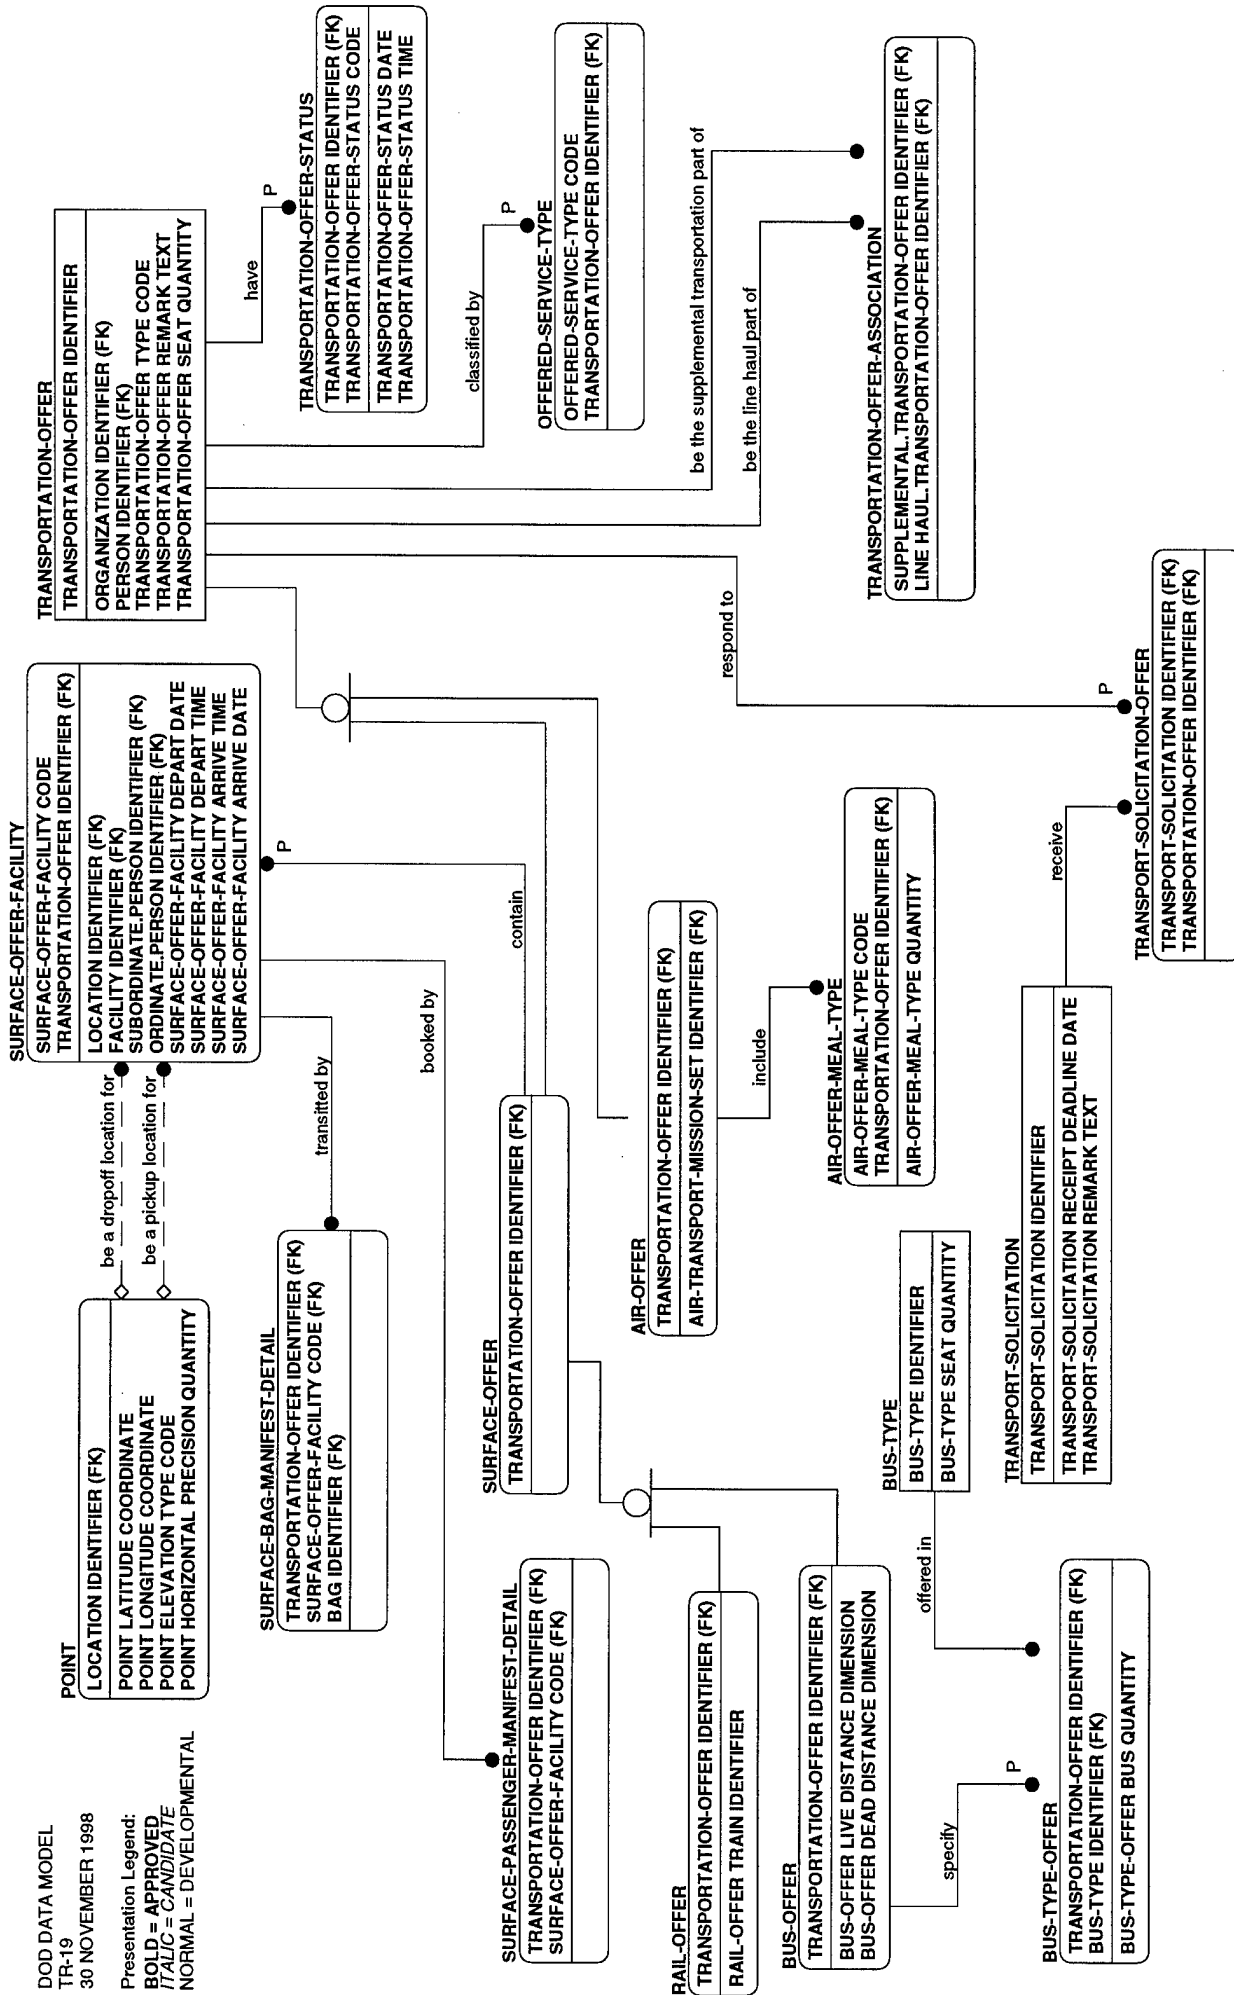 DOD DATA MODEL
TR-19
30 NOVEMBER 1998
Presentation Legend:
BOLD = APPROVED
ITALIC = CANDIDATE
NORMAL = DEVELOPMENTAL
POINT
LOCATION IDENTIFIER (FK)
POINT LATITUDE COORDINATE
POINT LONGITUDE COORDINATE
POINT ELEVATION TYPE CODE
POINT HORIZONTAL PRECISION QUANTITY
be a dropoff location for
be a pickup location for
SURFACE-OFFER-FACILITY
SURFACE-OFFER-FACILITY CODE
TRANSPORTATION-OFFER IDENTIFIER (FK)
LOCATION IDENTIFIER (FK)
FACILITY IDENTIFIER (FK)
SUBORDINATE.PERSON IDENTIFIER (FK)
ORDINATE.PERSON IDENTIFIER (FK)
SURFACE-OFFER-FACILITY DEPART DATE
SURFACE-OFFER-FACILITY DEPART TIME
SURFACE-OFFER-FACILITY ARRIVE TIME
SURFACE-OFFER-FACILITY ARRIVE DATE
P
TRANSPORTATION-OFFER
TRANSPORTATION-OFFER IDENTIFIER
ORGANIZATION IDENTIFIER (FK)
PERSON IDENTIFIER (FK)
TRANSPORTATION-OFFER TYPE CODE
TRANSPORTATION-OFFER REMARK TEXT
TRANSPORTATION-OFFER SEAT QUANTITY
have
P
TRANSPORTATION-OFFER-STATUS
TRANSPORTATION-OFFER IDENTIFIER (FK)
TRANSPORTATION-OFFER-STATUS CODE
TRANSPORTATION-OFFER-STATUS DATE
TRANSPORTATION-OFFER-STATUS TIME
classified by
P
OFFERED-SERVICE-TYPE
OFFERED-SERVICE-TYPE CODE
TRANSPORTATION-OFFER IDENTIFIER (FK)
transitted by
SURFACE-BAG-MANIFEST-DETAIL
TRANSPORTATION-OFFER IDENTIFIER (FK)
SURFACE-OFFER-FACILITY CODE (FK)
BAG IDENTIFIER (FK)
booked by
SURFACE-PASSENGER-MANIFEST-DETAIL
TRANSPORTATION-OFFER IDENTIFIER (FK)
SURFACE-OFFER-FACILITY CODE (FK)
contain
SURFACE-OFFER
TRANSPORTATION-OFFER IDENTIFIER (FK)
be the supplemental transportation part of
be the line haul part of
TRANSPORTATION-OFFER-ASSOCIATION
SUPPLEMENTAL.TRANSPORTATION-OFFER IDENTIFIER (FK)
LINE HAUL.TRANSPORTATION-OFFER IDENTIFIER (FK)
AIR-OFFER
TRANSPORTATION-OFFER IDENTIFIER (FK)
AIR-TRANSPORT-MISSION-SET IDENTIFIER (FK)
include
AIR-OFFER-MEAL-TYPE
AIR-OFFER-MEAL-TYPE CODE
TRANSPORTATION-OFFER IDENTIFIER (FK)
AIR-OFFER-MEAL-TYPE QUANTITY
respond to
P
RAIL-OFFER
TRANSPORTATION-OFFER IDENTIFIER (FK)
RAIL-OFFER TRAIN IDENTIFIER
BUS-OFFER
TRANSPORTATION-OFFER IDENTIFIER (FK)
BUS-OFFER LIVE DISTANCE DIMENSION
BUS-OFFER DEAD DISTANCE DIMENSION
specify
P
BUS-TYPE
BUS-TYPE IDENTIFIER
BUS-TYPE SEAT QUANTITY
offered in
BUS-TYPE-OFFER
TRANSPORTATION-OFFER IDENTIFIER (FK)
BUS-TYPE IDENTIFIER (FK)
BUS-TYPE-OFFER BUS QUANTITY
TRANSPORT-SOLICITATION
TRANSPORT-SOLICITATION IDENTIFIER
TRANSPORT-SOLICITATION RECEIPT DEADLINE DATE
TRANSPORT-SOLICITATION REMARK TEXT
receive
TRANSPORT-SOLICITATION-OFFER
TRANSPORT-SOLICITATION IDENTIFIER (FK)
TRANSPORTATION-OFFER IDENTIFIER (FK)